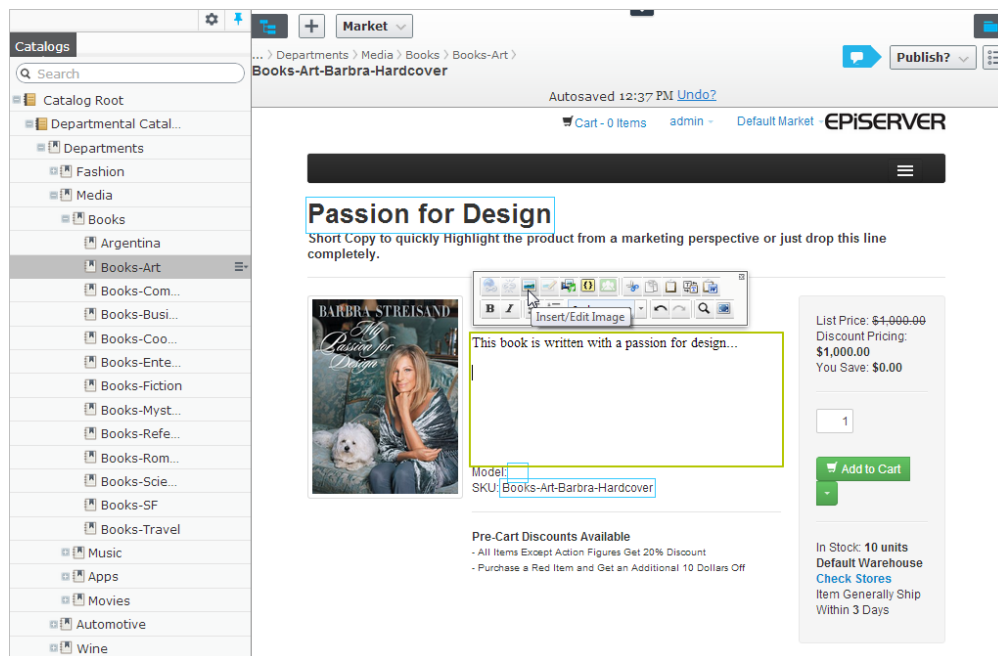 Market
Catalogs
... > Departments > Media > Books > Books-Art >
Books-Art-Barbra-Hardcover
Publish?
Search
Autosaved 12:37 PM Undo?
Catalog Root
Departmental Catal...
Departments
Fashion
Media
Books
Argentina
Books-Art
Books-Com...
Books-Busi...
Books-Coo...
Books-Ente...
Books-Fiction
Books-Myst...
Books-Refe...
Books-Rom...
Books-Scie...
Books-SF
Books-Travel
Music
Apps
Movies
Automotive
Wine
Cart - 0 Items
admin
Default Market
EPiSERVER
Passion for Design
Short Copy to quickly Highlight the product from a marketing perspective or just drop this line
completely.
BARBRA STREISAND
My
Passion for
Design
B I
Insert/Edit Image
This book is written with a passion for design...
Model:
SKU: Books-Art-Barbra-Hardcover
Pre-Cart Discounts Available
- All Items Except Action Figures Get 20% Discount
- Purchase a Red Item and Get an Additional 10 Dollars Off
List Price: $1,000.00
Discount Pricing:
$1,000.00
You Save: $0.00
1
Add to Cart
In Stock: 10 units
Default Warehouse
Check Stores
Item Generally Ship
Within 3 Days